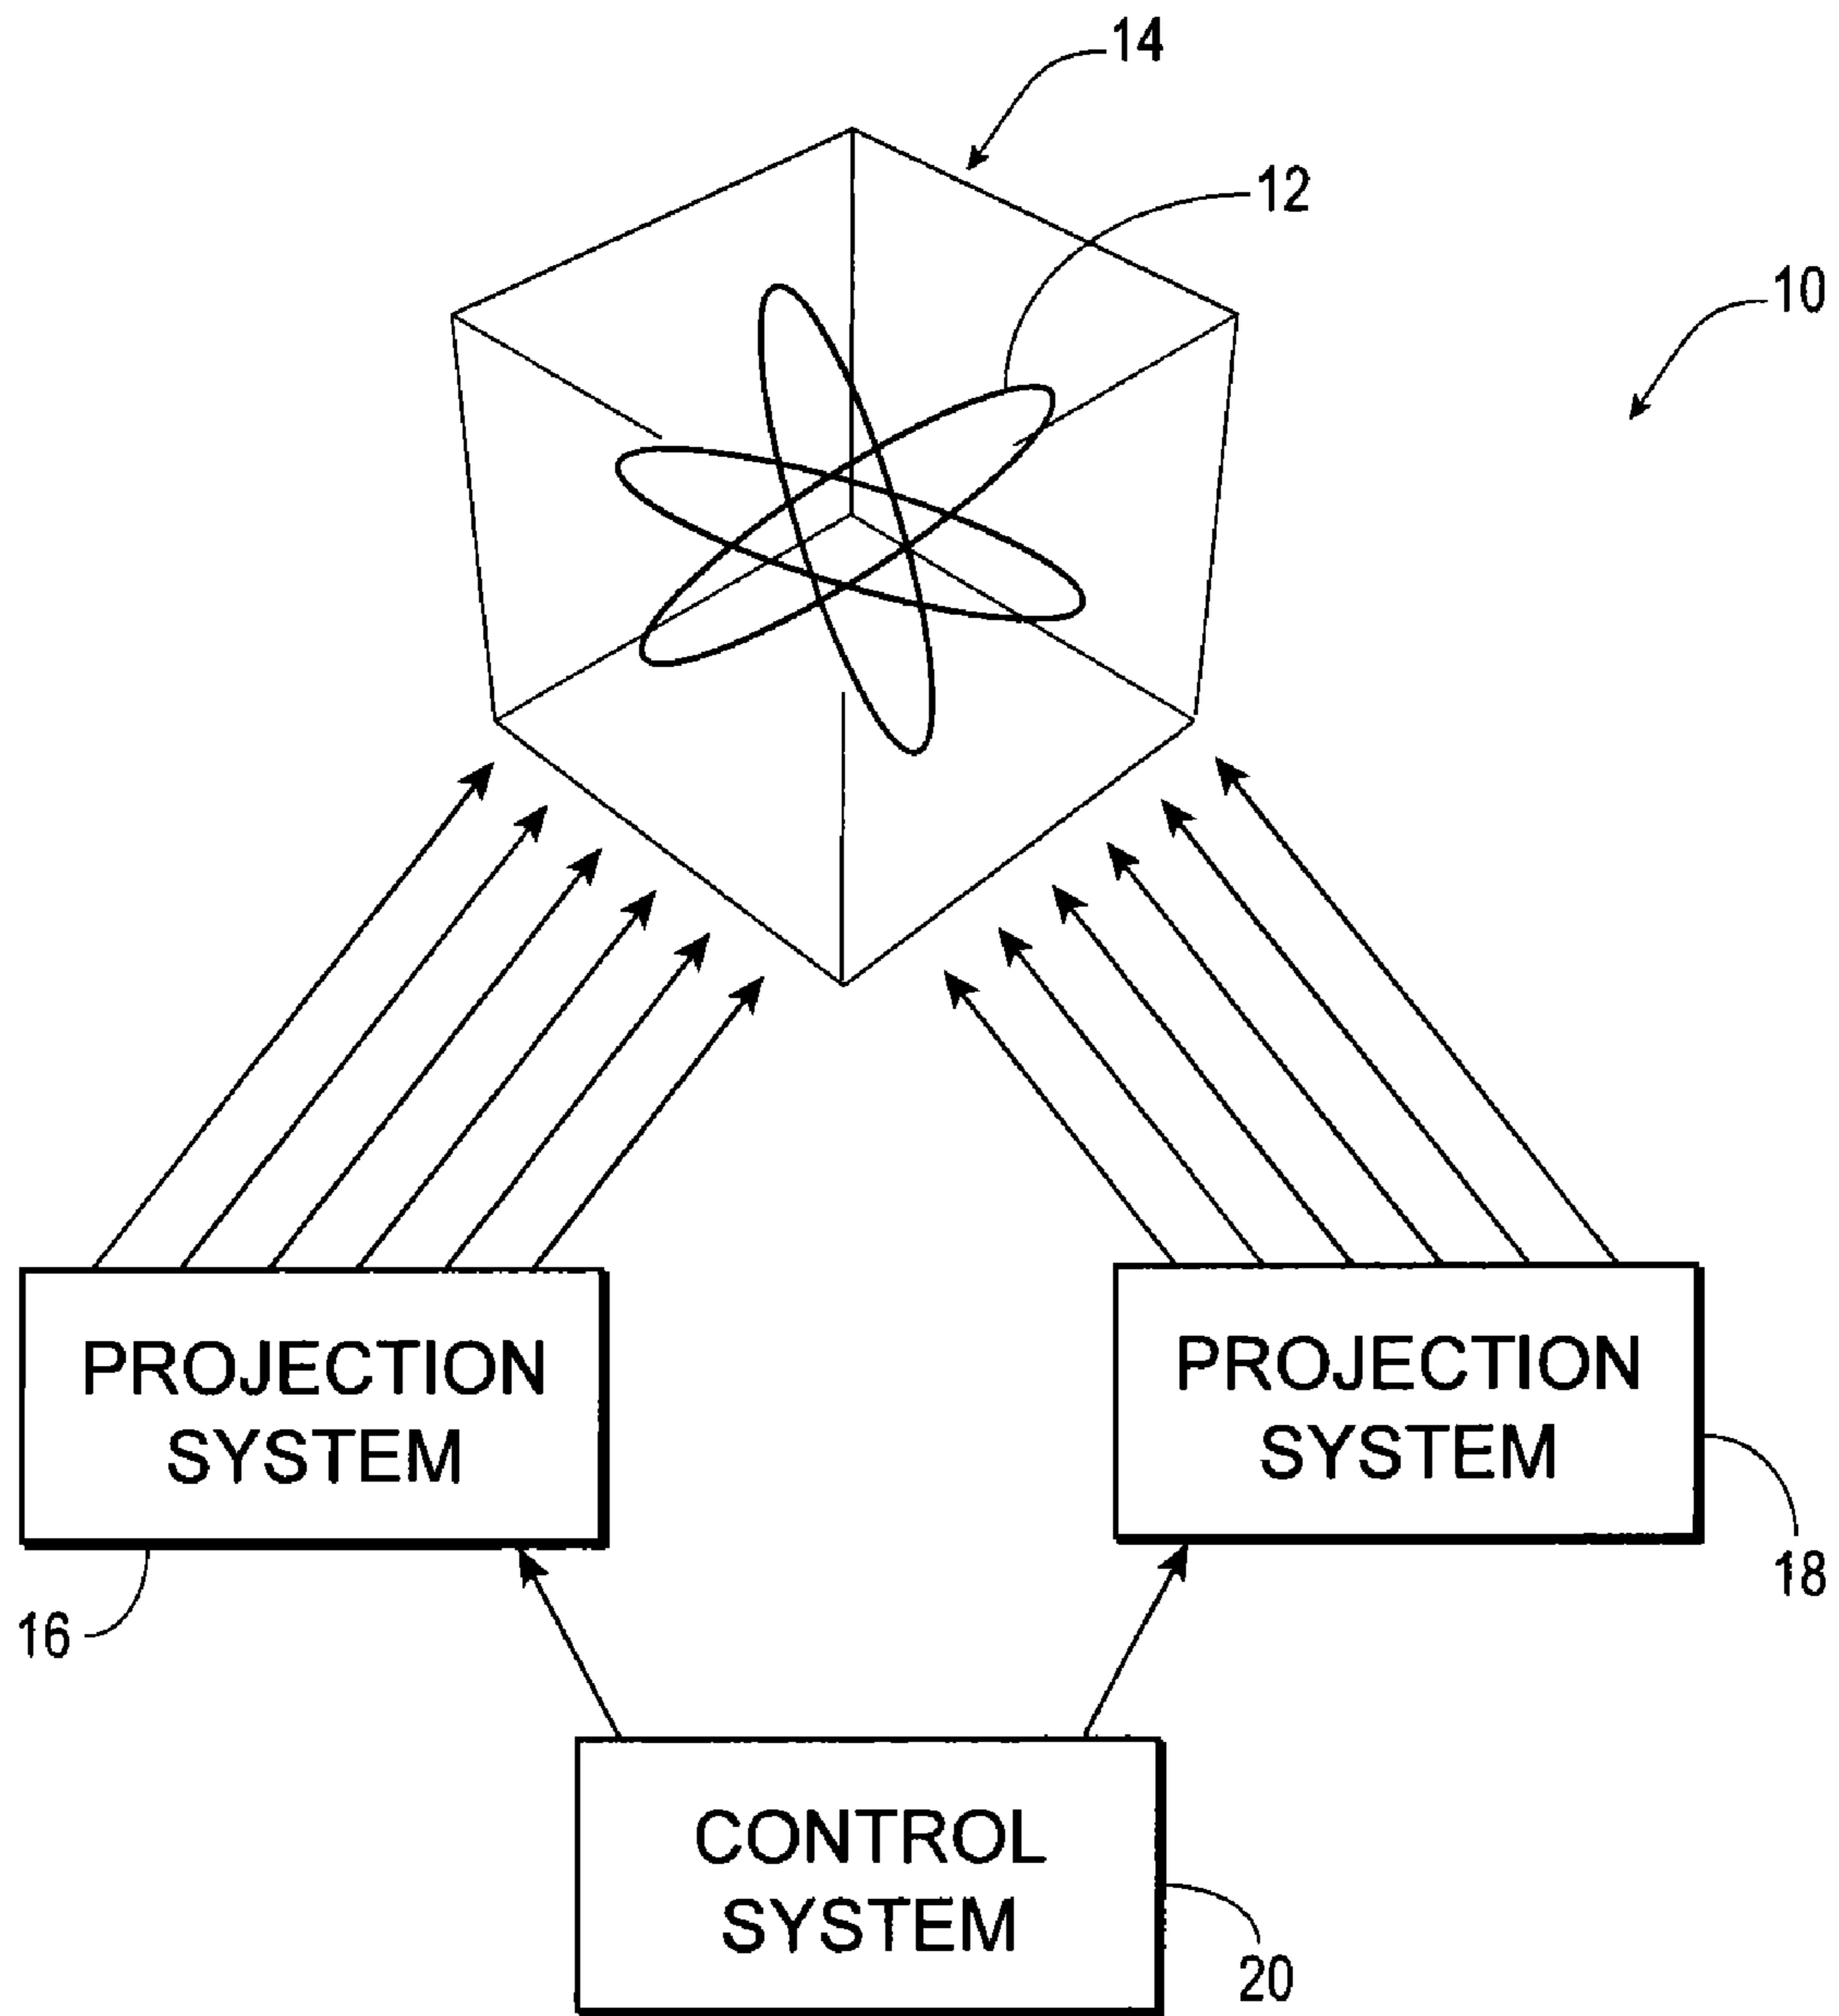 14
12
10
PROJECTION
SYSTEM
PROJECTION
SYSTEM
16
18
CONTROL
SYSTEM
20